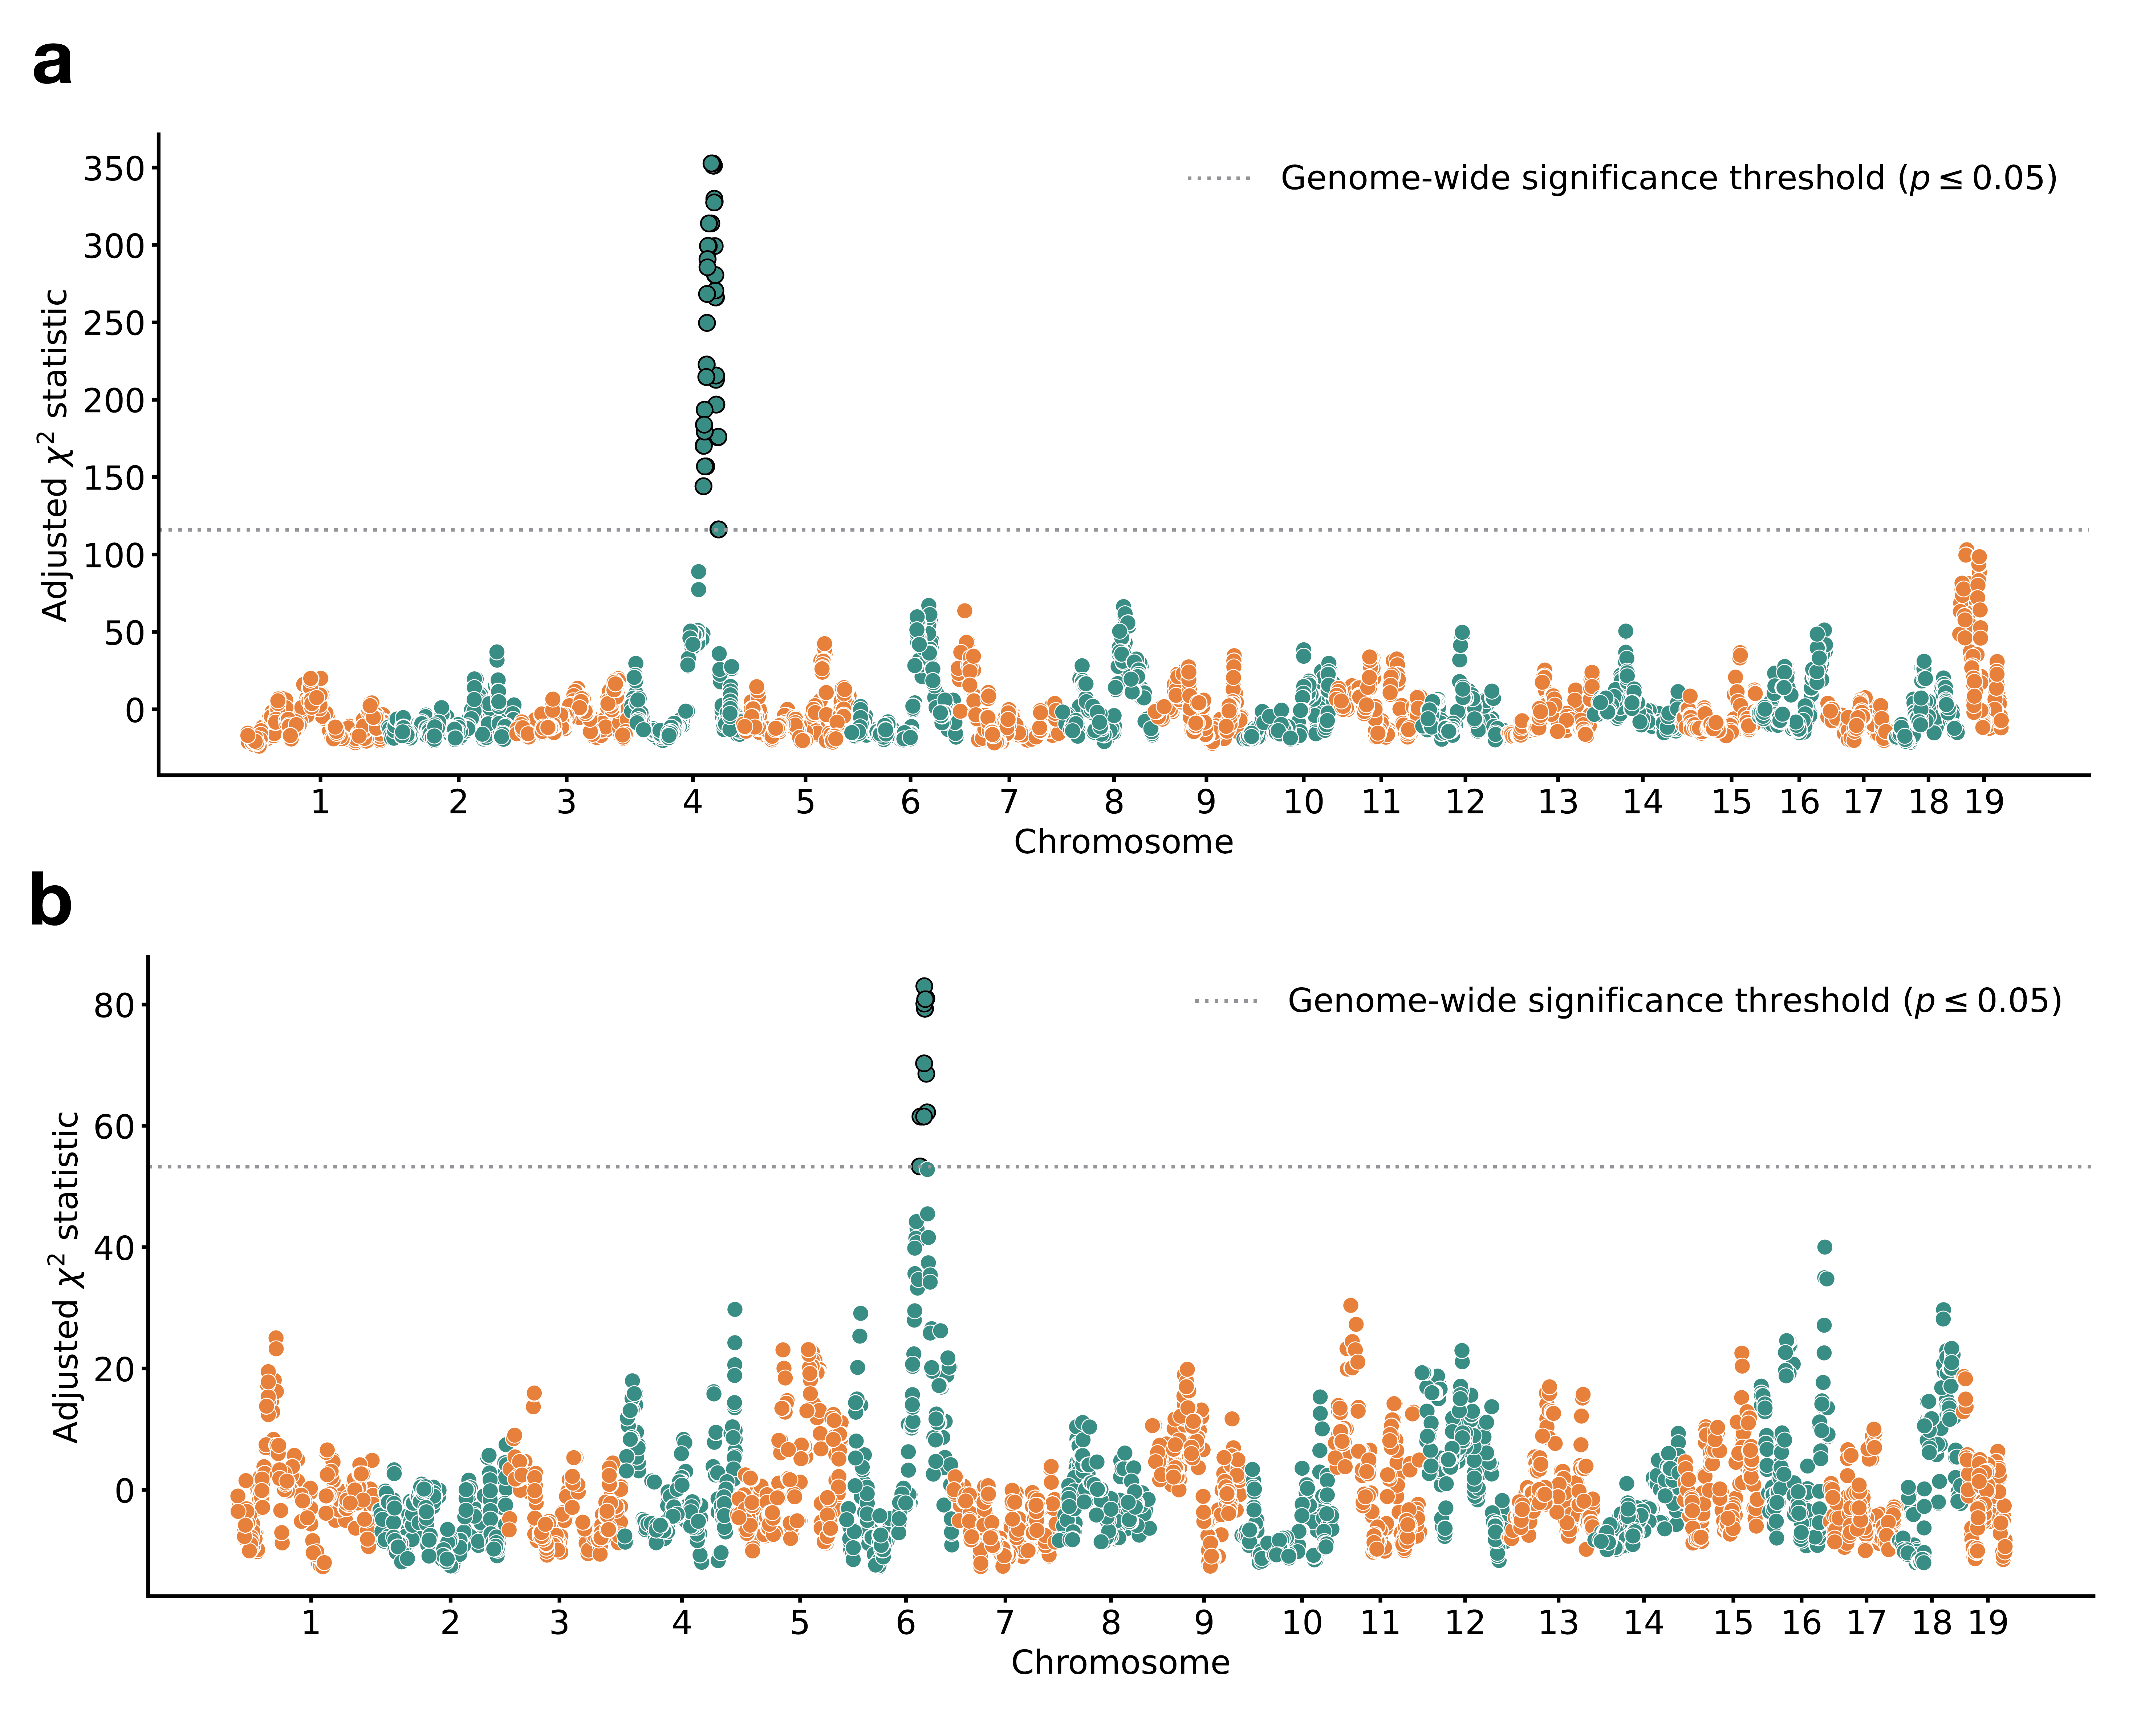 a
Genome-wide significance threshold (p ≤ 0.05)
Adjusted χ² statistic
350
300
250
200
150
100
50
0
1 2 3 4 5 6 7 8 9 10 11 12 13 14 15 16 17 18 19
Chromosome
b
Genome-wide significance threshold (p ≤ 0.05)
Adjusted χ² statistic
80
60
40
20
0
1 2 3 4 5 6 7 8 9 10 11 12 13 14 15 16 17 18 19
Chromosome